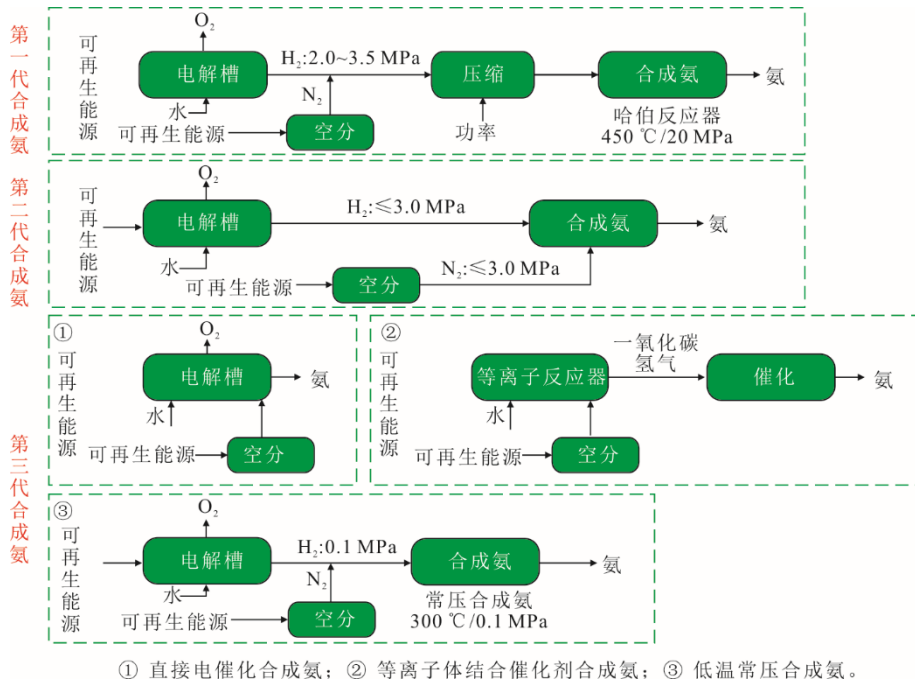 第一代合成氨
可再生能源
O₂
电解槽
水
H₂:2.0~3.5 MPa
N₂
可再生能源
空分
压缩
功率
合成氨
哈伯反应器
450 ℃/20 MPa
氨
第二代合成氨
可再生能源
O₂
电解槽
水
H₂:≤3.0 MPa
合成氨
氨
可再生能源
空分
N₂:≤3.0 MPa
第三代合成氨
①
可再生能源
O₂
电解槽
氨
水
可再生能源
空分
②
可再生能源
等离子反应器
一氧化碳
氢气
催化
氨
水
可再生能源
空分
③
可再生能源
O₂
电解槽
水
H₂:0.1 MPa
N₂
可再生能源
空分
合成氨
常压合成氨
300 ℃/0.1 MPa
氨
① 直接电催化合成氨；② 等离子体结合催化剂合成氨；③ 低温常压合成氨。